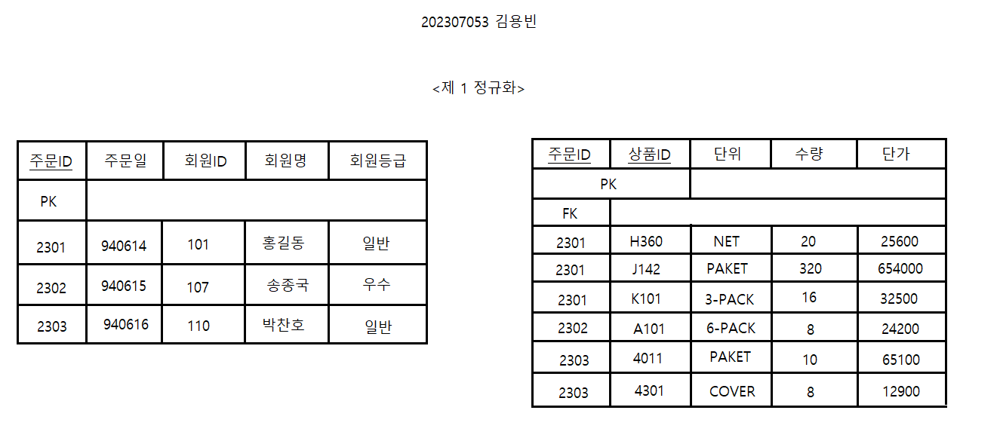 202307053 김용빈
<제 1 정규화>
주문ID 주문일 회원ID 회원명 회원등급
PK
2301 940614 101 홍길동 일반
2302 940615 107 송종국 우수
2303 940616 110 박찬호 일반
주문ID 상품ID 단위 수량 단가
PK
FK
2301 H360 NET 20 25600
2301 J142 PAKET 320 654000
2301 K101 3-PACK 16 32500
2302 A101 6-PACK 8 24200
2303 4011 PAKET 10 65100
2303 4301 COVER 8 12900